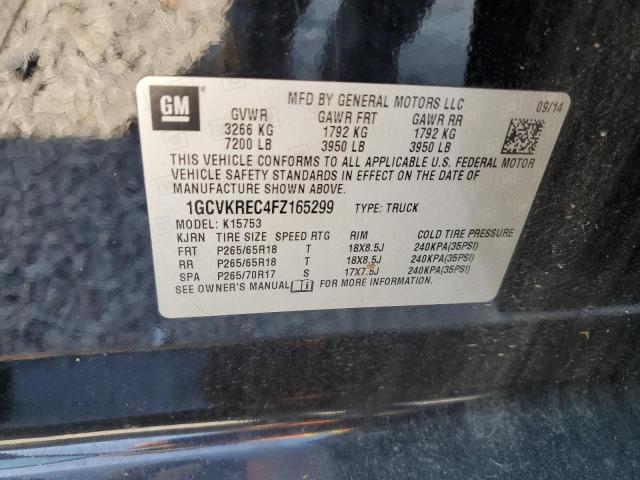 GM
MFD BY GENERAL MOTORS LLC 09/14
GVWR GAWR FRT GAWR RR
3266 KG 1792 KG 1792 KG
7200 LB 3950 LB 3950 LB
THIS VEHICLE CONFORMS TO ALL APPLICABLE U.S. FEDERAL MOTOR
VEHICLE SAFETY STANDARDS IN EFFECT ON THE DATE OF
MANUFACTURE SHOWN ABOVE.
1GCVKREC4FZ165299 TYPE: TRUCK
MODEL: K15753
KJRN TIRE SIZE SPEED RTG RIM COLD TIRE PRESSURE
FRT P265/65R18 T 18X8.5J 240KPA(35PSI)
RR P265/65R18 T 18X8.5J 240KPA(35PSI)
SPA P265/70R17 S 17X7.5J 240KPA(35PSI)
SEE OWNER'S MANUAL FOR MORE INFORMATION.